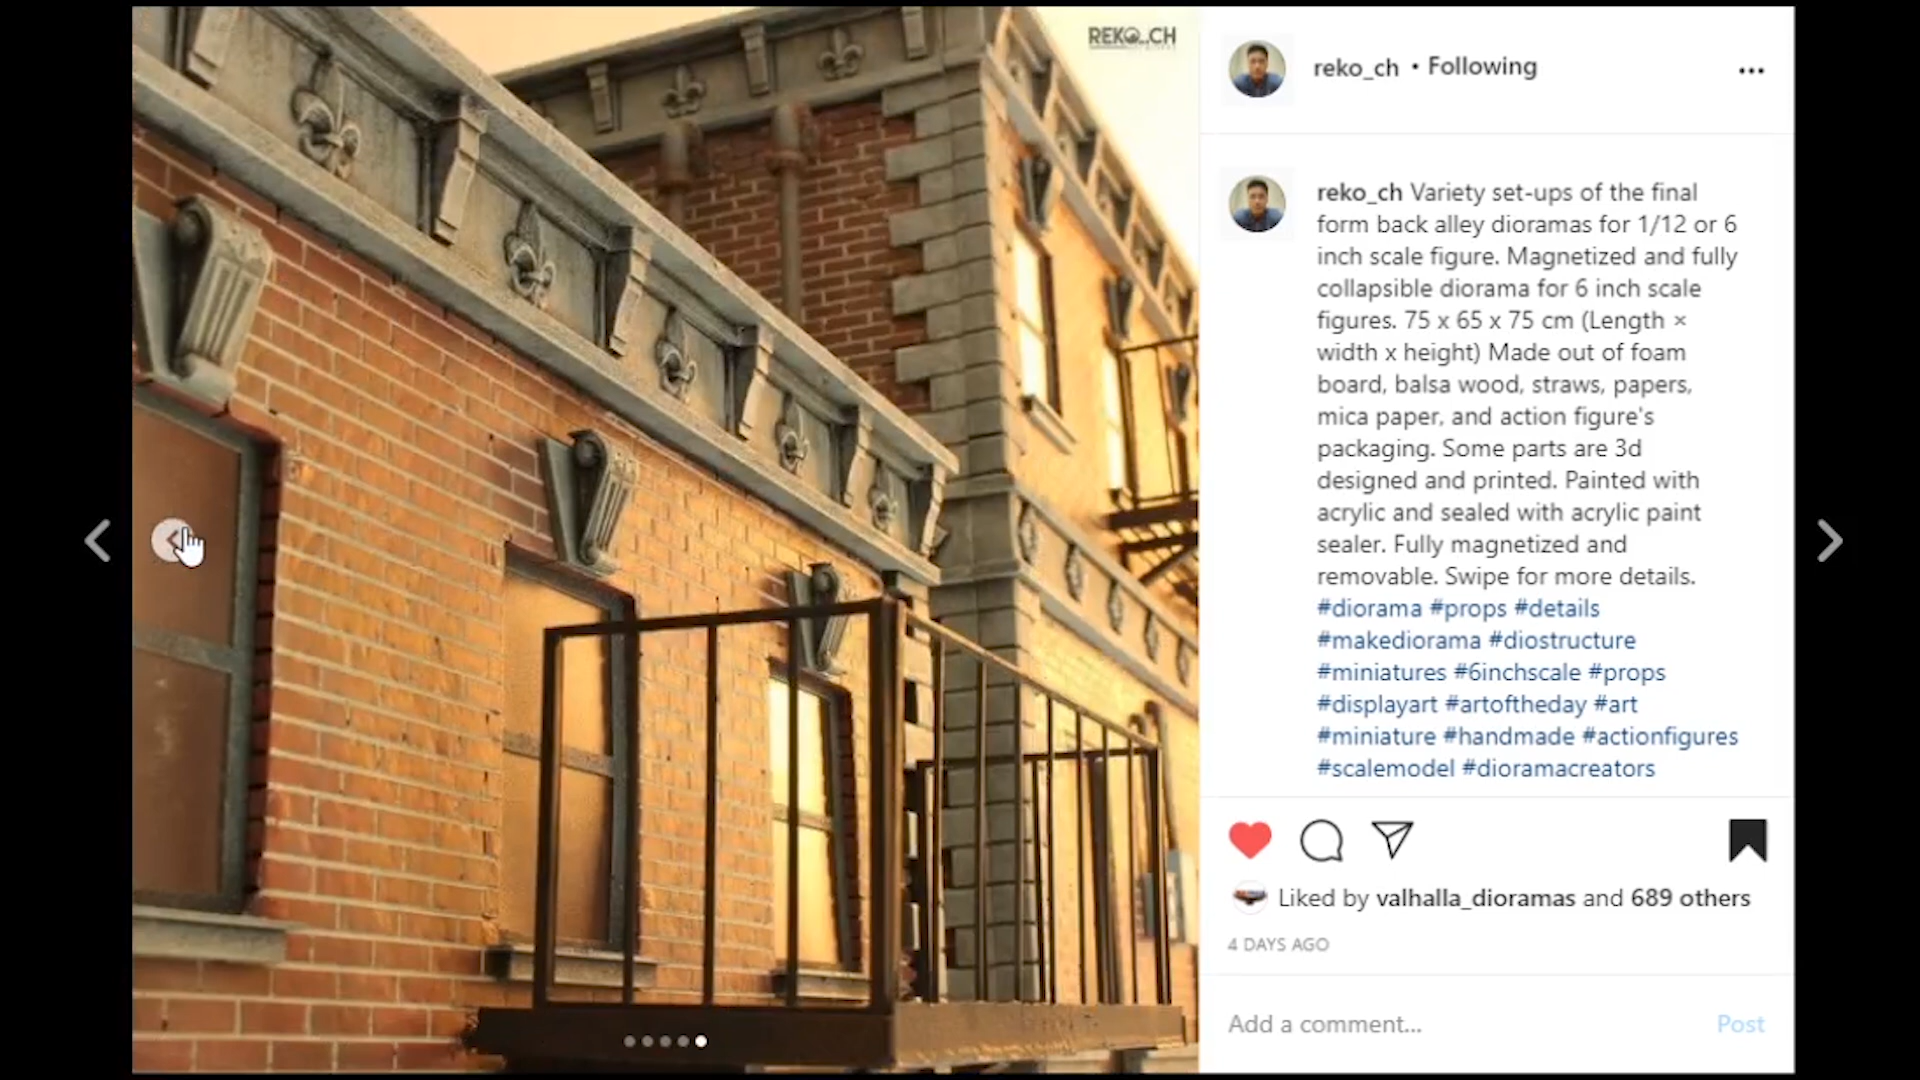 REKO_.CH
reko_ch • Following
reko_ch Variety set-ups of the final
form back alley dioramas for 1/12 or 6
inch scale figure. Magnetized and fully
collapsible diorama for 6 inch scale
figures. 75 x 65 x 75 cm (Length ×
width x height) Made out of foam
board, balsa wood, straws, papers,
mica paper, and action figure's
packaging. Some parts are 3d
designed and printed. Painted with
acrylic and sealed with acrylic paint
sealer. Fully magnetized and
removable. Swipe for more details.
#diorama #props #details
#makediorama #diostructure
#miniatures #6inchscale #props
#displayart #artoftheday #art
#miniature #handmade #actionfigures
#scalemodel #dioramacreators
Liked by valhalla_dioramas and 689 others
4 DAYS AGO
Add a comment... Post